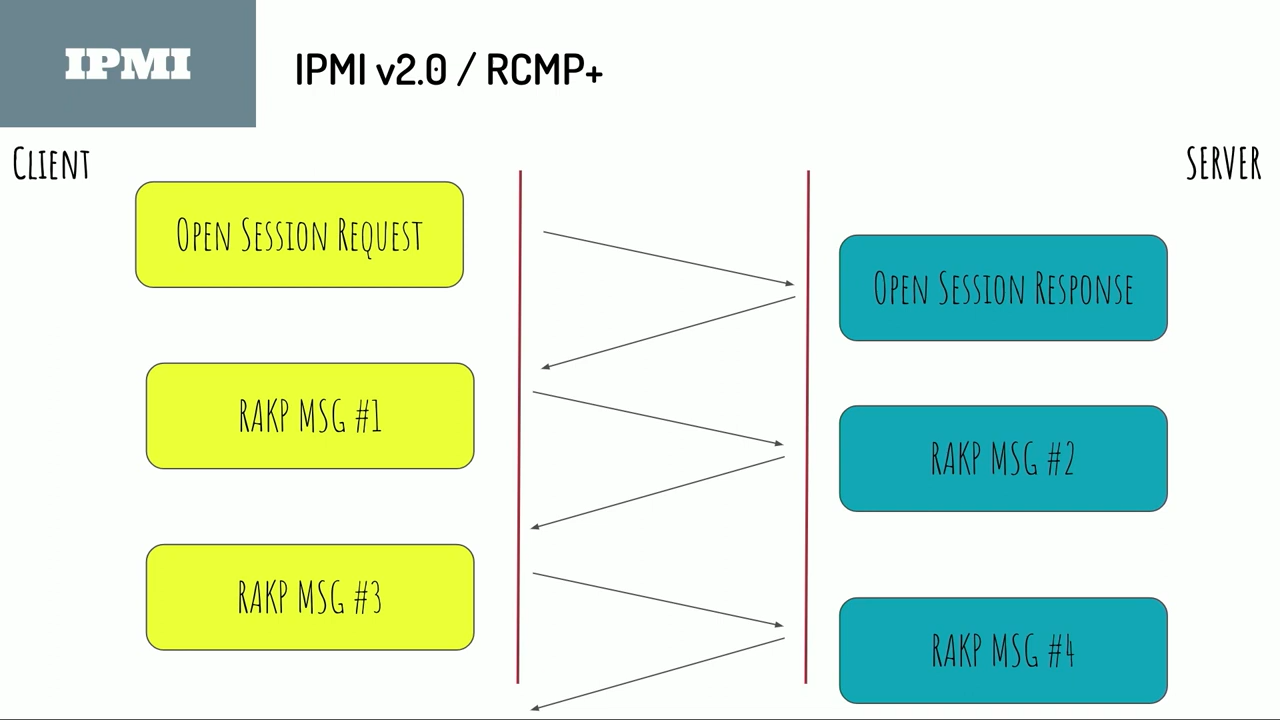 IPMI
IPMI v2.0 / RCMP+
Client
SERVER
Open Session Request
Open Session Response
RAKP MSG #1
RAKP MSG #2
RAKP MSG #3
RAKP MSG #4